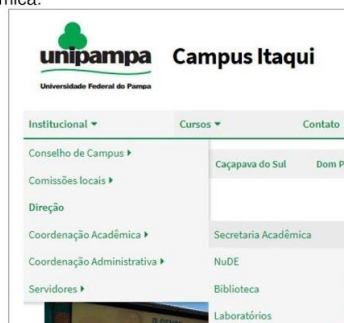 unipampa
Universidade Federal do Pampa
Campus Itaqui
Institucional
Cursos
Contato
Conselho de Campus
Comissões locais
Direção
Coordenação Acadêmica
Coordenação Administrativa
Servidores
Caçapava do Sul
Dom P
Secretaria Acadêmica
NuDE
Biblioteca
Laboratórios